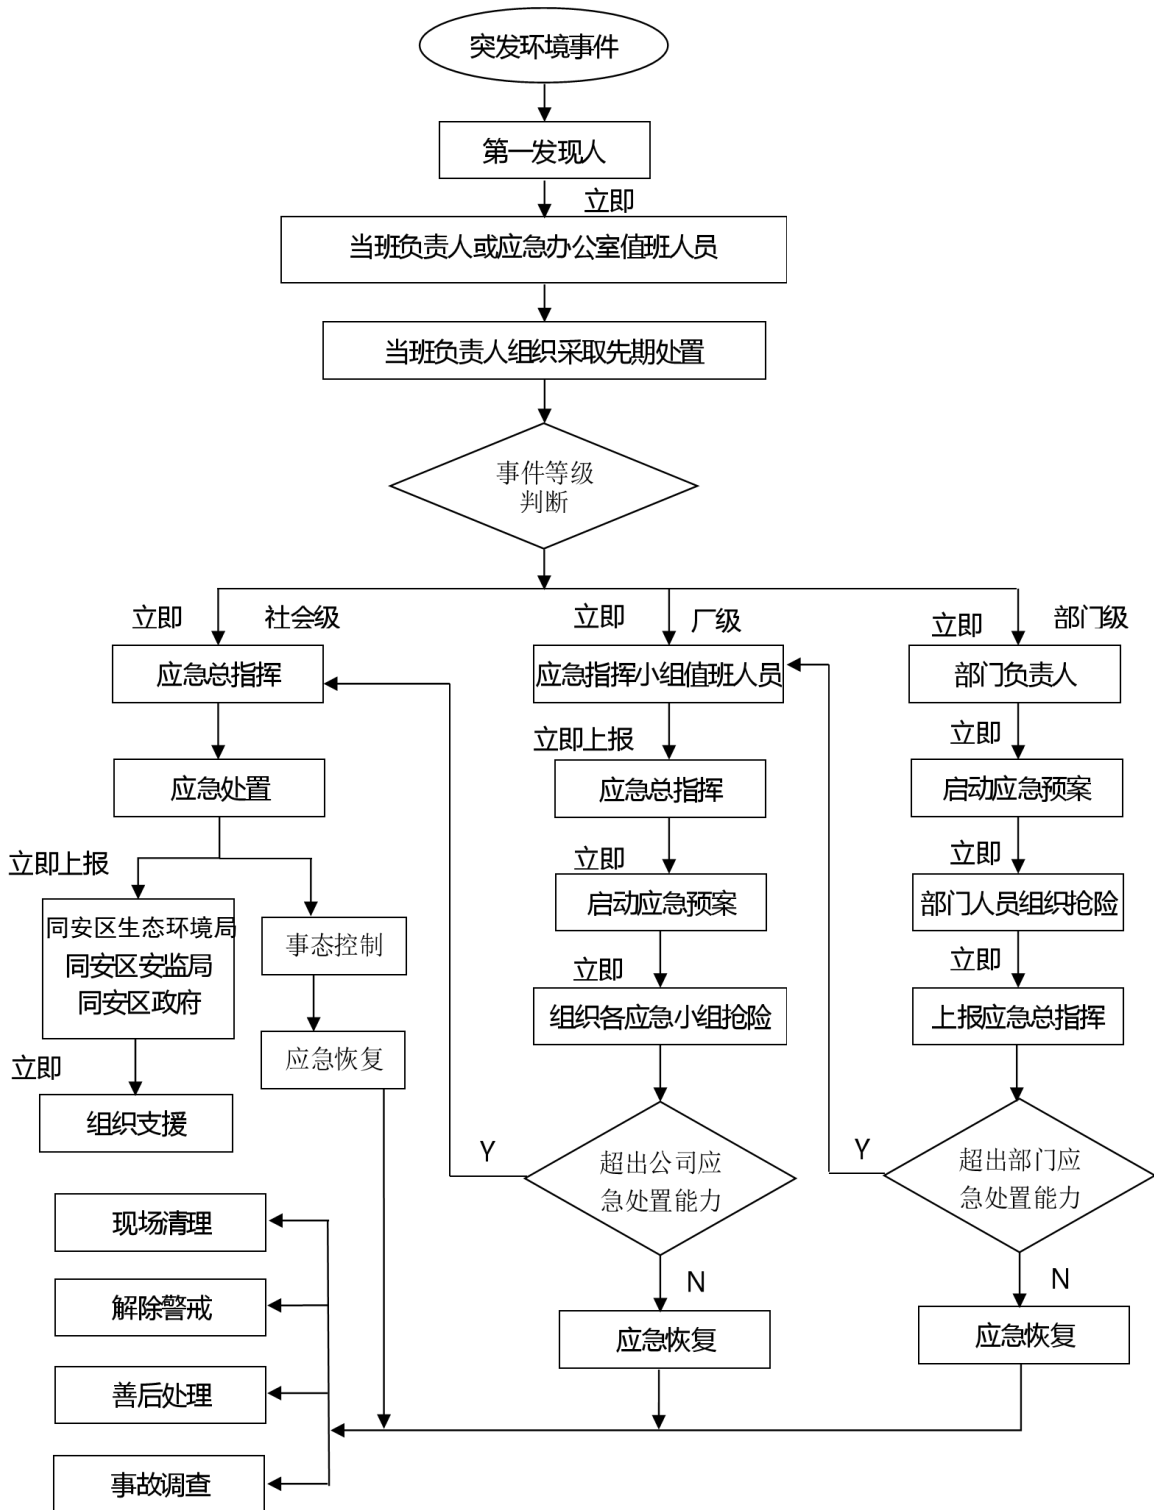 突发环境事件
第一发现人
立即
当班负责人或应急办公室值班人员
当班负责人组织采取先期处置
事件等级
判断
立即
社会级
立即
厂级
立即
部门级
应急总指挥
应急指挥小组值班人员
部门负责人
立即上报
立即
应急处置
应急总指挥
启动应急预案
立即上报
立即
立即
同安区生态环境局
同安区安监局
同安区政府
事态控制
启动应急预案
部门人员组织抢险
立即
立即
组织各应急小组抢险
上报应急总指挥
应急恢复
立即
组织支援
Y
超出公司应
急处置能力
Y
超出部门应
急处置能力
现场清理
N
N
解除警戒
应急恢复
应急恢复
善后处理
事故调查